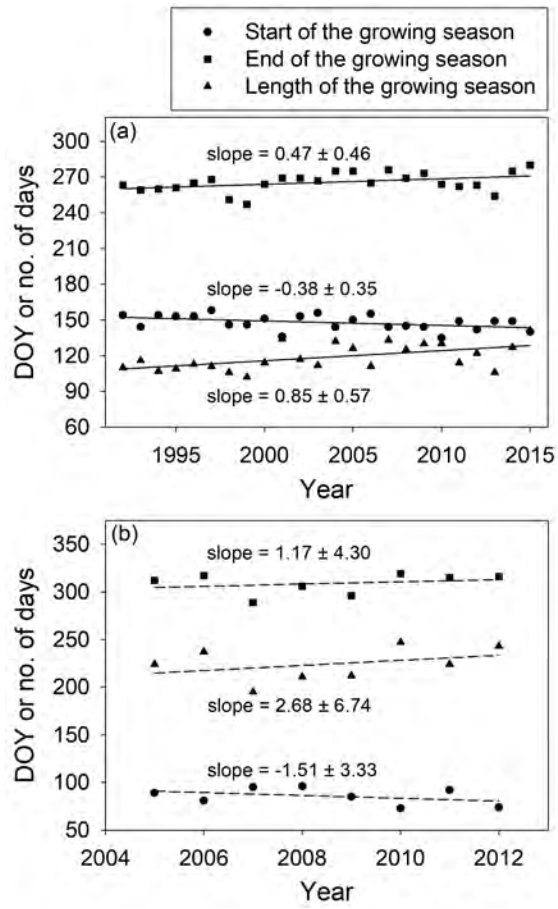 Start of the growing season
End of the growing season
Length of the growing season
(a)
300
270
240
210
180
150
120
90
60
slope = 0.47 ± 0.46
slope = -0.38 ± 0.35
slope = 0.85 ± 0.57
DOY or no. of days
1995 2000 2005 2010 2015
Year
(b)
350
300
250
200
150
100
50
slope = 1.17 ± 4.30
slope = 2.68 ± 6.74
slope = -1.51 ± 3.33
DOY or no. of days
2004 2006 2008 2010 2012
Year